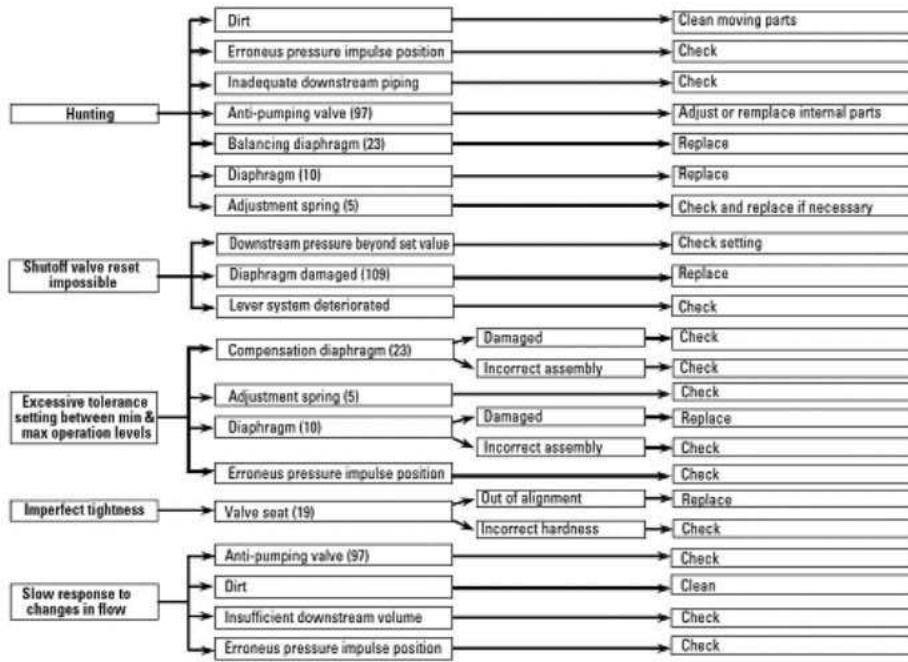 Hunting
Dirt
Clean moving parts
Erroneus pressure impulse position
Check
Inadequate downstream piping
Check
Anti-pumping valve (97)
Adjust or remplace internal parts
Balancing diaphragm (23)
Replace
Diaphragm (10)
Replace
Adjustment spring (5)
Check and replace if necessary
Shutoff valve reset
impossible
Downstream pressure beyond set value
Check setting
Diaphragm damaged (109)
Replace
Lever system deteriorated
Check
Excessive tolerance
setting between min &
max operation levels
Compensation diaphragm (23)
Damaged
Check
Incorrect assembly
Check
Adjustment spring (5)
Check
Diaphragm (10)
Damaged
Replace
Incorrect assembly
Check
Erroneus pressure impulse position
Check
Imperfect tightness
Valve seat (19)
Out of alignment
Replace
Incorrect hardness
Check
Slow response to
changes in flow
Anti-pumping valve (97)
Check
Dirt
Clean
Insufficient downstream volume
Check
Erroneus pressure impulse position
Check